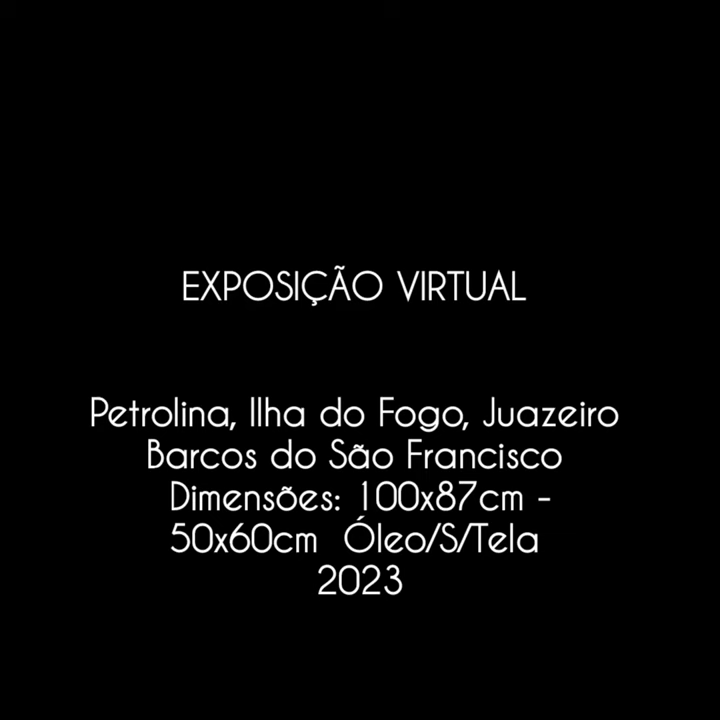 EXPOSIÇÃO VIRTUAL
Petrolina, Ilha do Fogo, Juazeiro
Barcos do São Francisco
Dimensões: 100x87cm -
50x60cm Óleo/S/Tela
2023